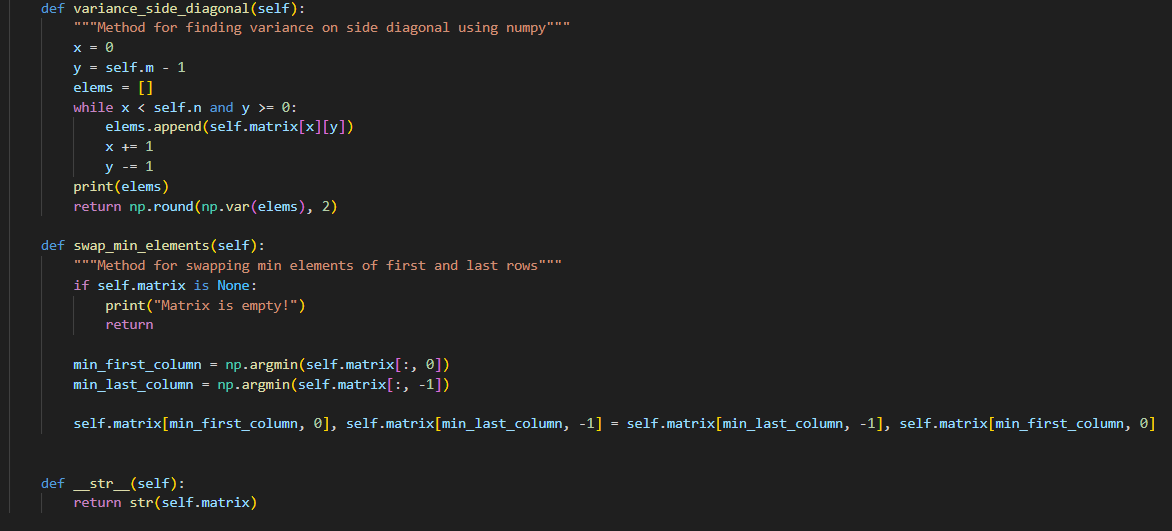 def variance_side_diagonal(self):
"""Method for finding variance on side diagonal using numpy"""
x = 0
y = self.m - 1
elems = []
while x < self.n and y >= 0:
elems.append(self.matrix[x][y])
x += 1
y -= 1
print(elems)
return np.round(np.var(elems), 2)
def swap_min_elements(self):
"""Method for swapping min elements of first and last rows"""
if self.matrix is None:
print("Matrix is empty!")
return
min_first_column = np.argmin(self.matrix[:, 0])
min_last_column = np.argmin(self.matrix[:, -1])
self.matrix[min_first_column, 0], self.matrix[min_last_column, -1] = self.matrix[min_last_column, -1], self.matrix[min_first_column, 0]
def __str__(self):
return str(self.matrix)